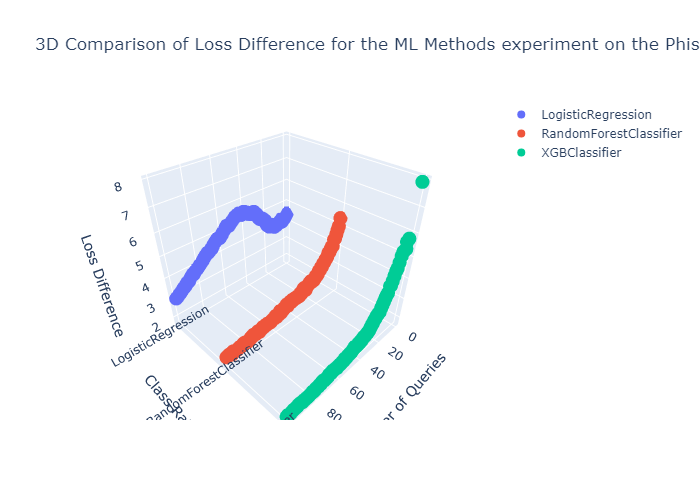 3D Comparison of Loss Difference for the ML Methods experiment on the Phis
LogisticRegression
RandomForestClassifier
XGBClassifier
8
7
6
5
4
3
2
Loss Difference
LogisticRegression
RandomForestClassifier
0
20
40
60
80
er of Queries